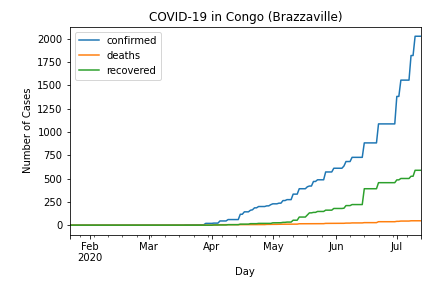 COVID-19 in Congo (Brazzaville)
confirmed
deaths
recovered
Number of Cases
2000
1750
1500
1250
1000
750
500
250
0
Feb Mar Apr May Jun Jul
2020
Day